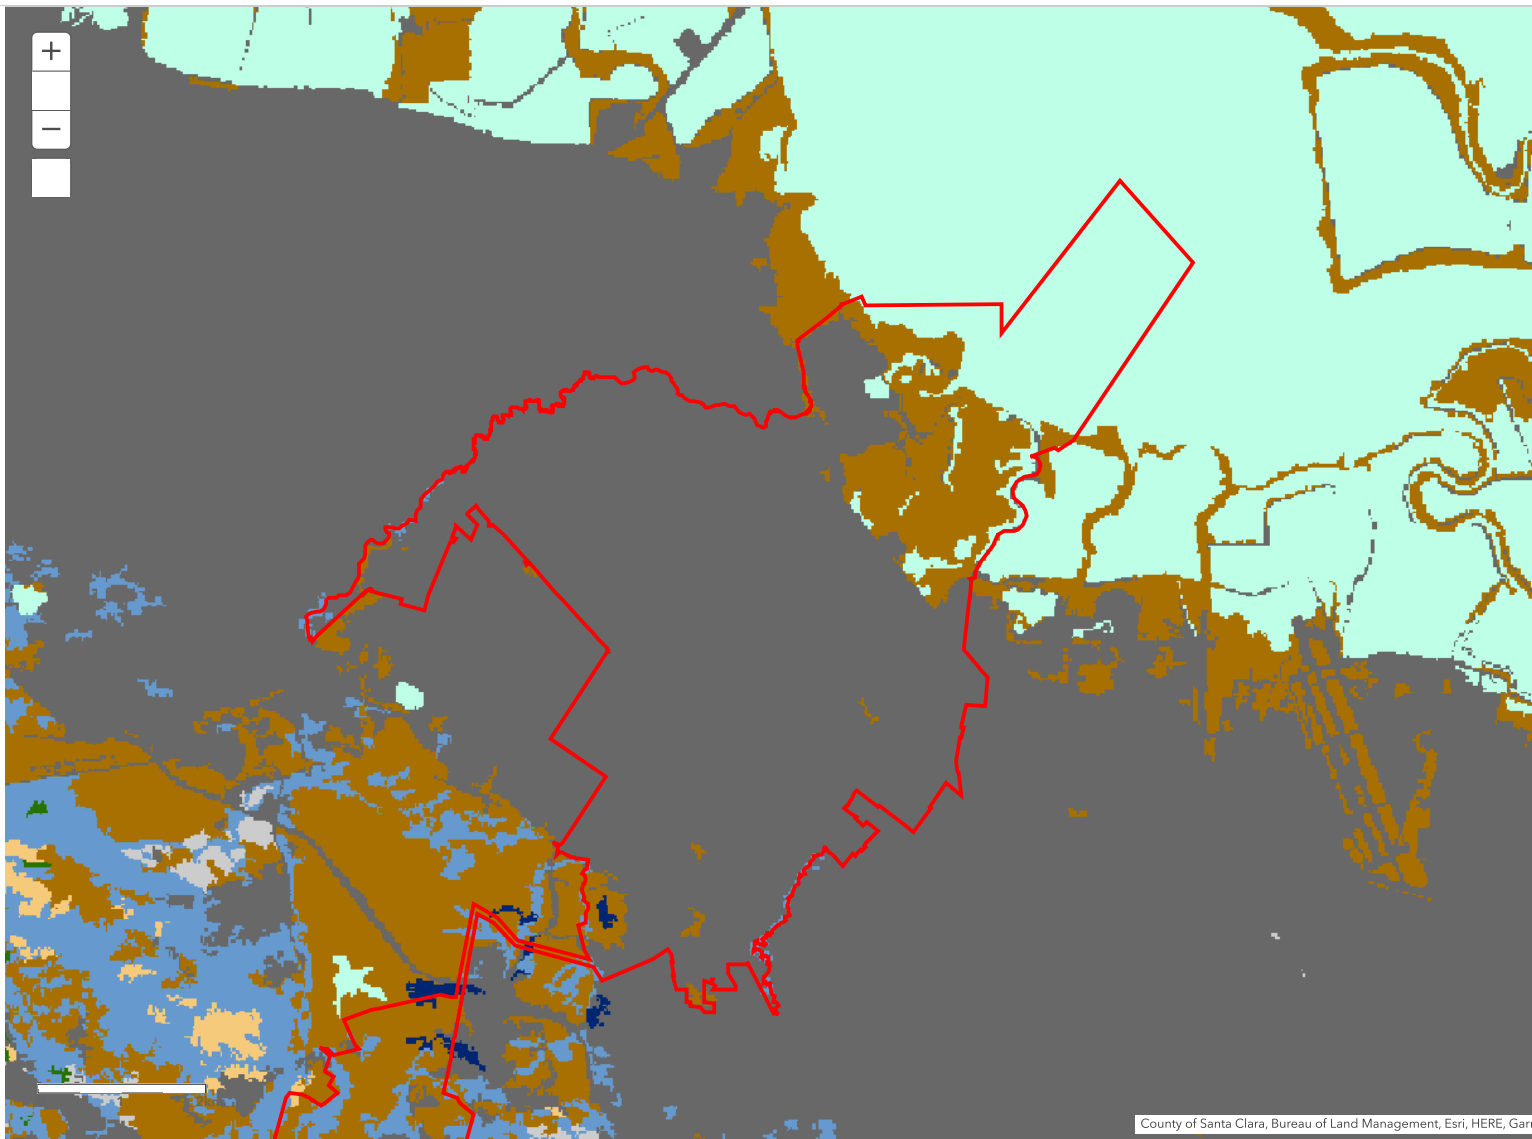 +
−
County of Santa Clara, Bureau of Land Management, Esri, HERE, Gar